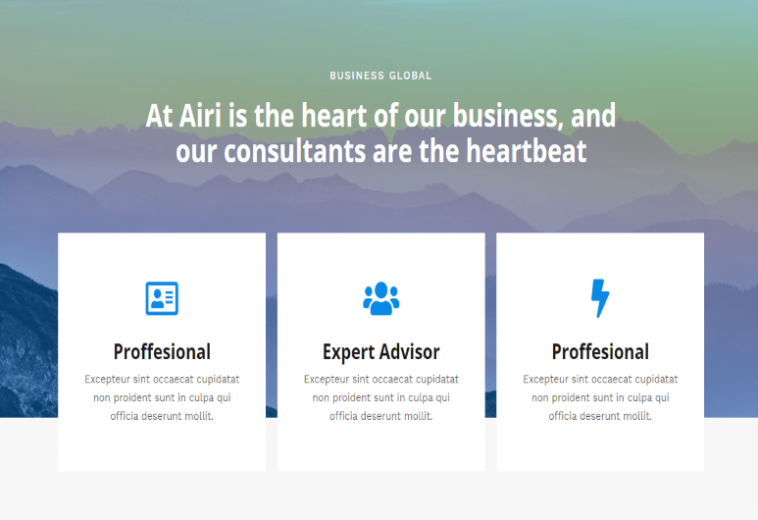 BUSINESS GLOBAL
At Airi is the heart of our business, and
our consultants are the heartbeat
Proffesional
Excepteur sint occaecat cupidatat
non proident sunt in culpa qui
officia deserunt mollit.
Expert Advisor
Excepteur sint occaecat cupidatat
non proident sunt in culpa qui
officia deserunt mollit.
Proffesional
Excepteur sint occaecat cupidatat
non proident sunt in culpa qui
officia deserunt mollit.